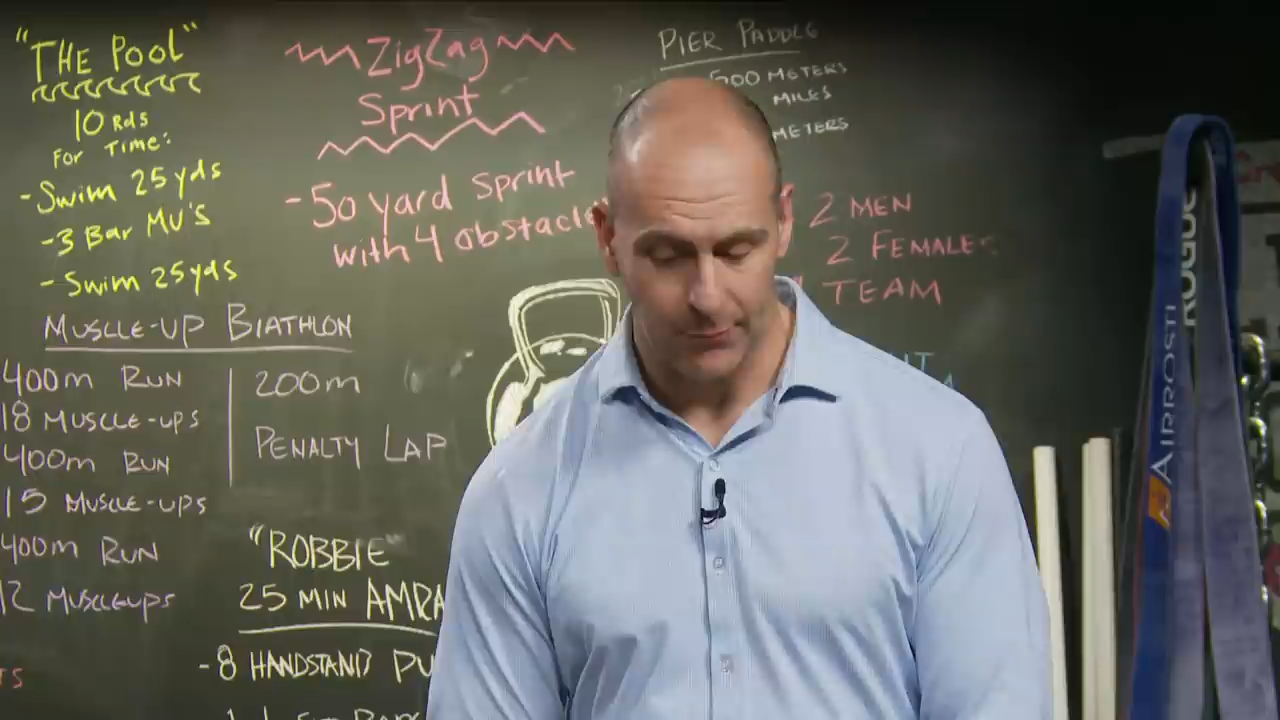 "THE POOL"
10 Rds
FOR TIME:
-Swim 25 yds
-3 Bar MU'S
-Swim 25 yds
ZigZag
Sprint
-50 yard Sprint
with 4 obstacle
PIER PADDLE
500 METERS
MILES
METERS
2 MEN
2 FEMALES
TEAM
MUSCLE-UP BIATHLON
400m RUN
18 MUSCLE-UPS
400m RUN
15 MUSCLE-UPS
400m RUN
12 MUSCLEUPS
200m
PENALTY LAP
"ROBBIE"
25 MIN AMRA
-8 HANDSTAND PU
ROGUE
AIRROSTI